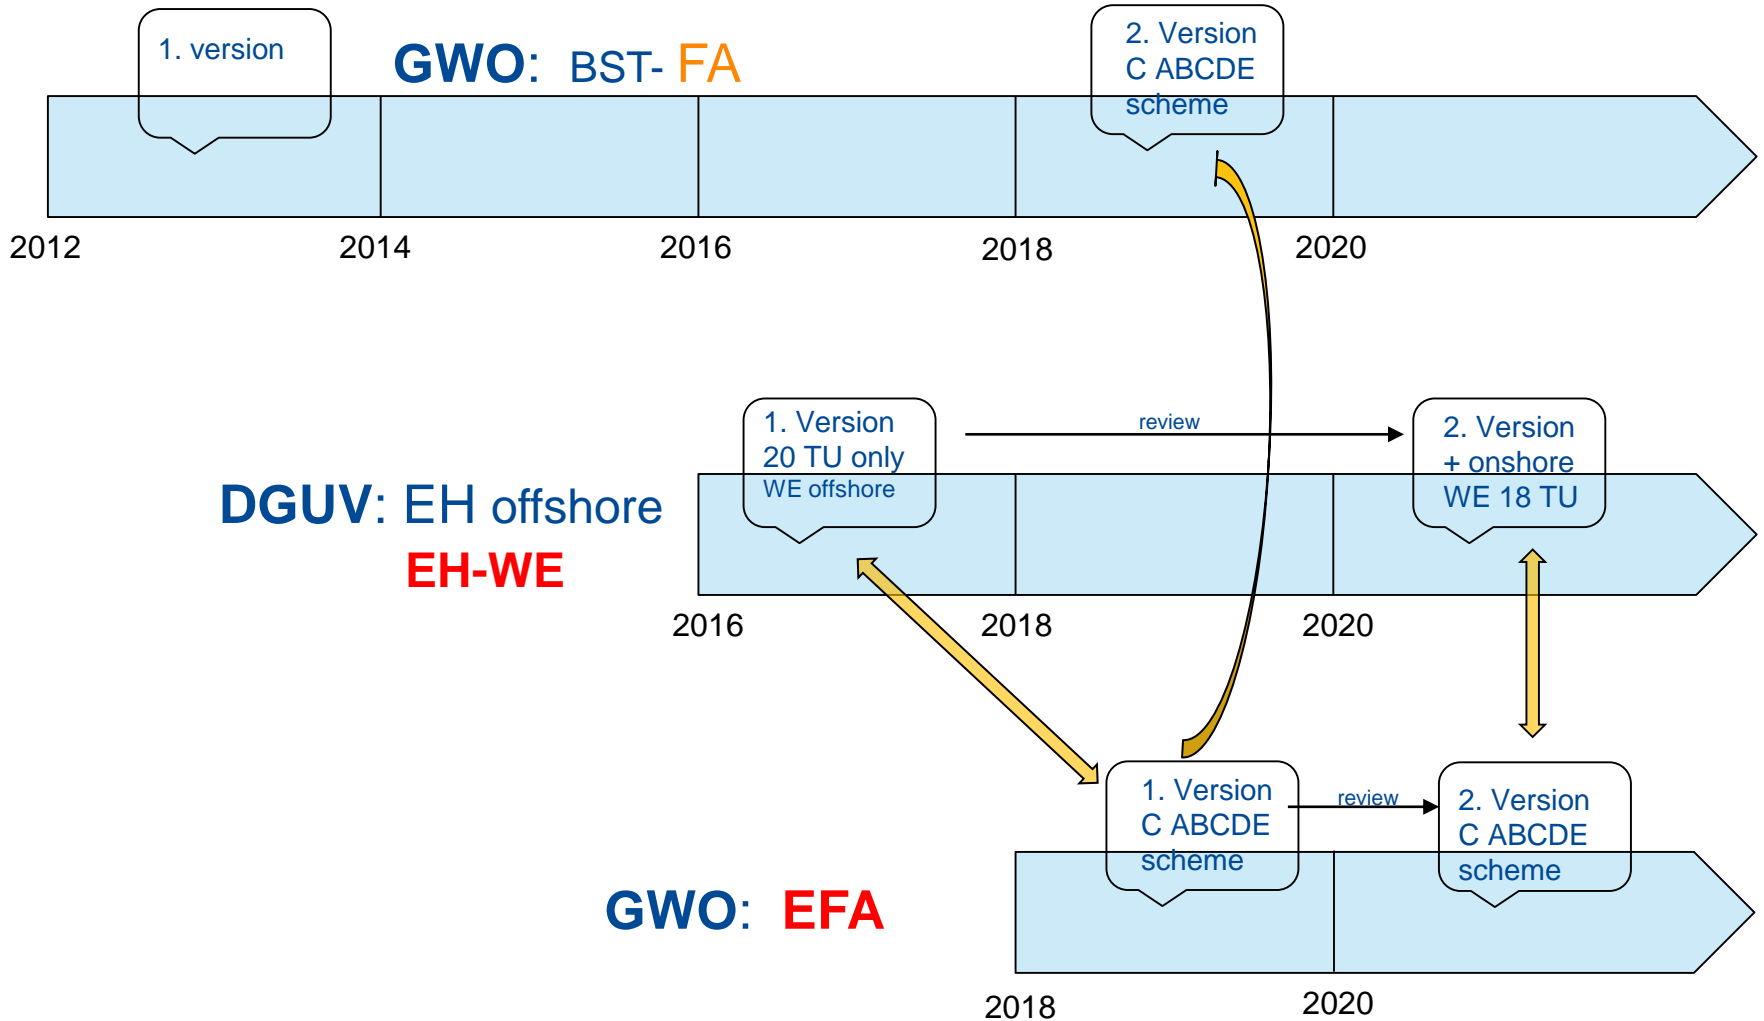 1. version
GWO: BST- FA
2. Version
C ABCDE
scheme
2012
2014
2016
2018
2020
1. Version
20 TU only
WE offshore
review
2. Version
+ onshore
WE 18 TU
DGUV: EH offshore
EH-WE
2016
2018
2020
1. Version
C ABCDE
scheme
review
2. Version
C ABCDE
scheme
GWO: EFA
2018
2020